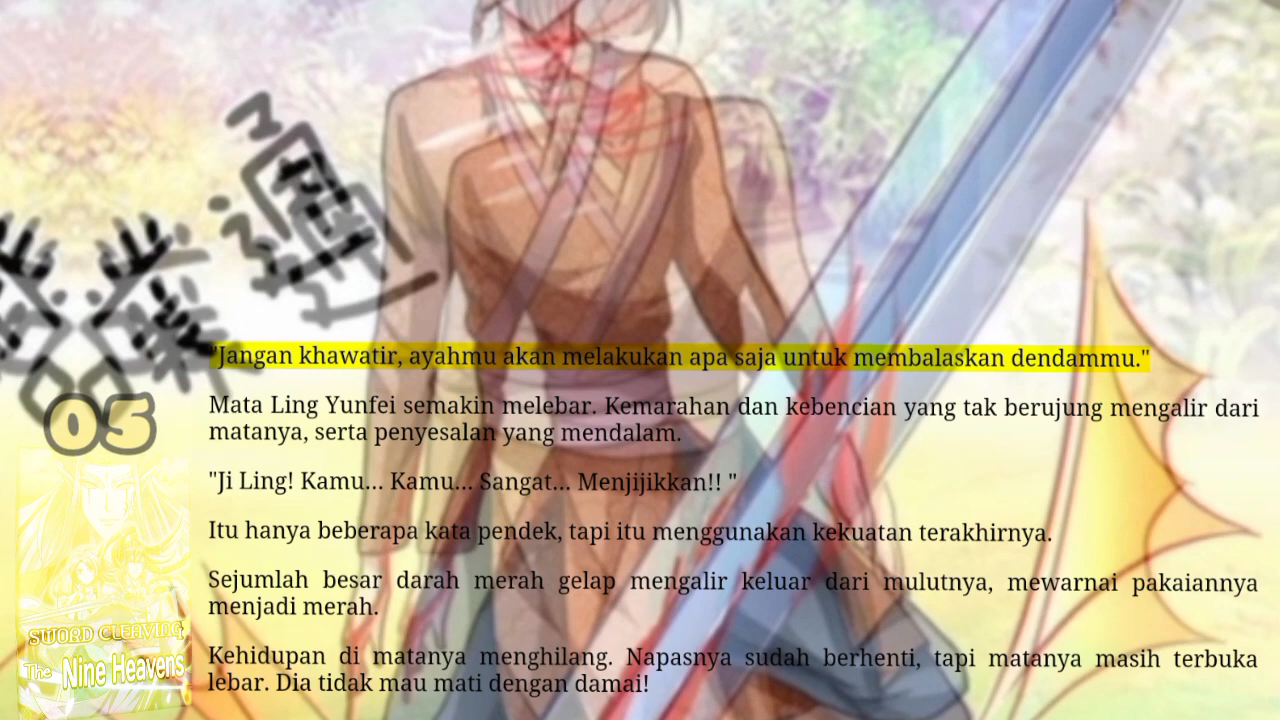 "Jangan khawatir, ayahmu akan melakukan apa saja untuk membalaskan dendammu."
Mata Ling Yunfei semakin melebar. Kemarahan dan kebencian yang tak berujung mengalir dari
matanya, serta penyesalan yang mendalam.
"Ji Ling! Kamu... Kamu... Sangat... Menjijikkan!! "
Itu hanya beberapa kata pendek, tapi itu menggunakan kekuatan terakhirnya.
Sejumlah besar darah merah gelap mengalir keluar dari mulutnya, mewarnai pakaiannya
menjadi merah.
Kehidupan di matanya menghilang. Napasnya sudah berhenti, tapi matanya masih terbuka
lebar. Dia tidak mau mati dengan damai!
05
SWORD CLEAVING
The Nine Heavens